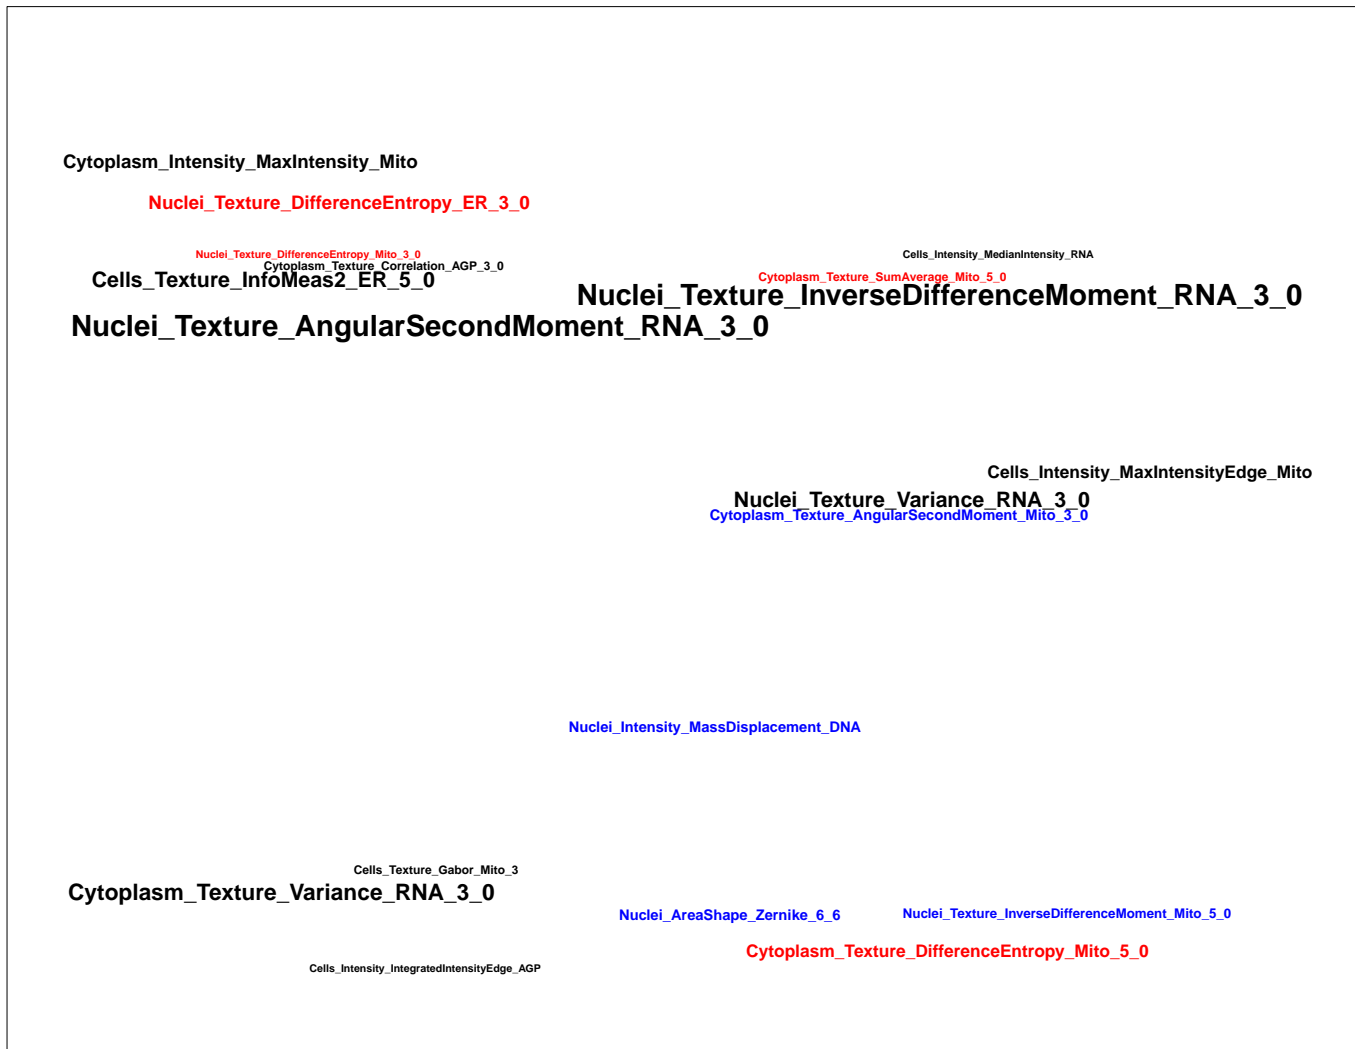 Cytoplasm_Intensity_MaxIntensity_Mito
Nuclei_Texture_DifferenceEntropy_ER_3_0
Nuclei_Texture_DifferenceEntropy_Mito_3_0
Cells_Intensity_MedianIntensity_RNA
Cytoplasm_Texture_Correlation_AGP_3_0
Cells_Texture_InfoMeas2_ER_5_0
Cytoplasm_Texture_SumAverage_Mito_5_0
Nuclei_Texture_InverseDifferenceMoment_RNA_3_0
Nuclei_Texture_AngularSecondMoment_RNA_3_0
Cells_Intensity_MaxIntensityEdge_Mito
Nuclei_Texture_Variance_RNA_3_0
Cytoplasm_Texture_AngularSecondMoment_Mito_3_0
Nuclei_Intensity_MassDisplacement_DNA
Cells_Texture_Gabor_Mito_3
Cytoplasm_Texture_Variance_RNA_3_0
Nuclei_AreaShape_Zernike_6_6
Nuclei_Texture_InverseDifferenceMoment_Mito_5_0
Cytoplasm_Texture_DifferenceEntropy_Mito_5_0
Cells_Intensity_IntegratedIntensityEdge_AGP